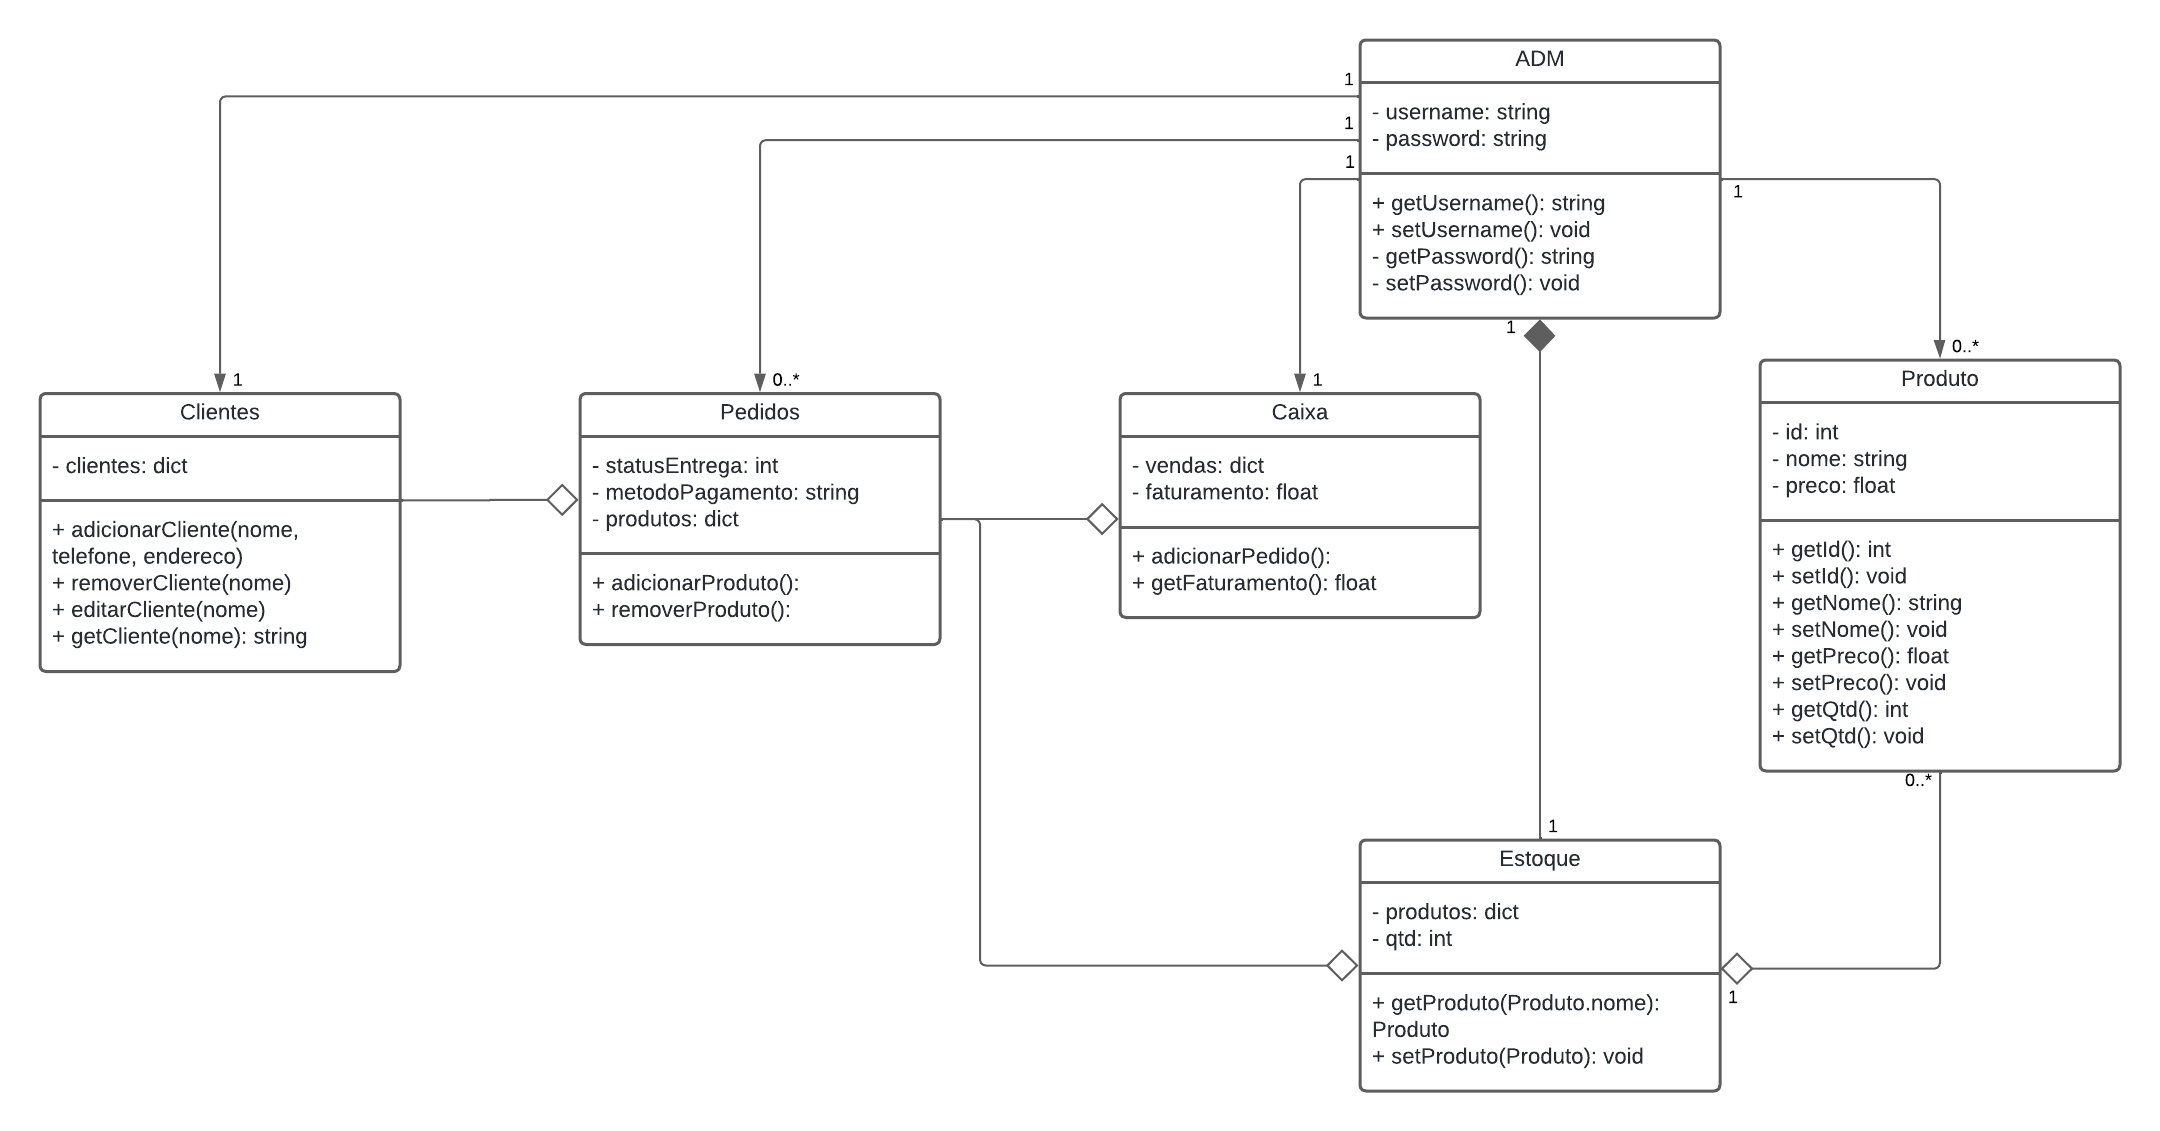 ADM
- username: string
- password: string
+ getUsername(): string
+ setUsername(): void
- getPassword(): string
- setPassword(): void
1
1
1
1
1
1
0..*
1
0..*
Clientes
- clientes: dict
+ adicionarCliente(nome,
telefone, endereco)
+ removerCliente(nome)
+ editarCliente(nome)
+ getCliente(nome): string
Pedidos
- statusEntrega: int
- metodoPagamento: string
- produtos: dict
+ adicionarProduto():
+ removerProduto():
Caixa
- vendas: dict
- faturamento: float
+ adicionarPedido():
+ getFaturamento(): float
Produto
- id: int
- nome: string
- preco: float
+ getId(): int
+ setId(): void
+ getNome(): string
+ setNome(): void
+ getPreco(): float
+ setPreco(): void
+ getQtd(): int
+ setQtd(): void
0..*
1
Estoque
- produtos: dict
- qtd: int
+ getProduto(Produto.nome):
Produto
+ setProduto(Produto): void
1